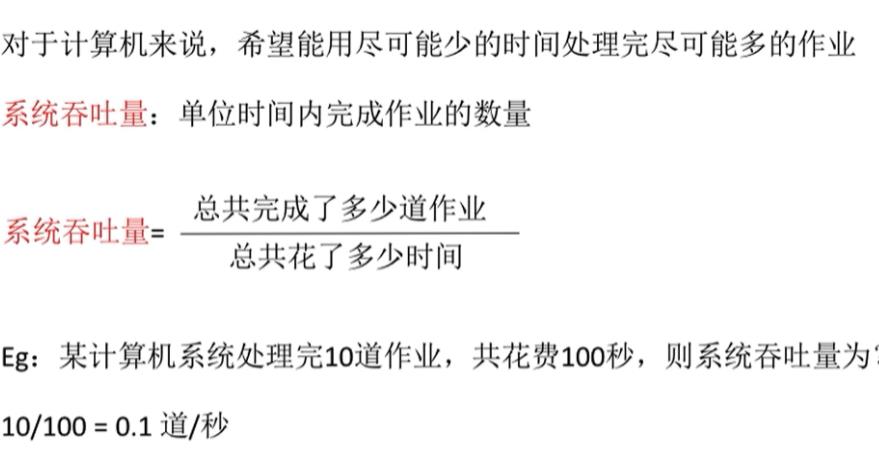 对于计算机来说，希望能用尽可能少的时间处理完尽可能多的作业
系统吞吐量：单位时间内完成作业的数量
系统吞吐量=
总共完成了多少道作业
总共花了多少时间
Eg：某计算机系统处理完10道作业，共花费100秒，则系统吞吐量为?
10/100 = 0.1 道/秒